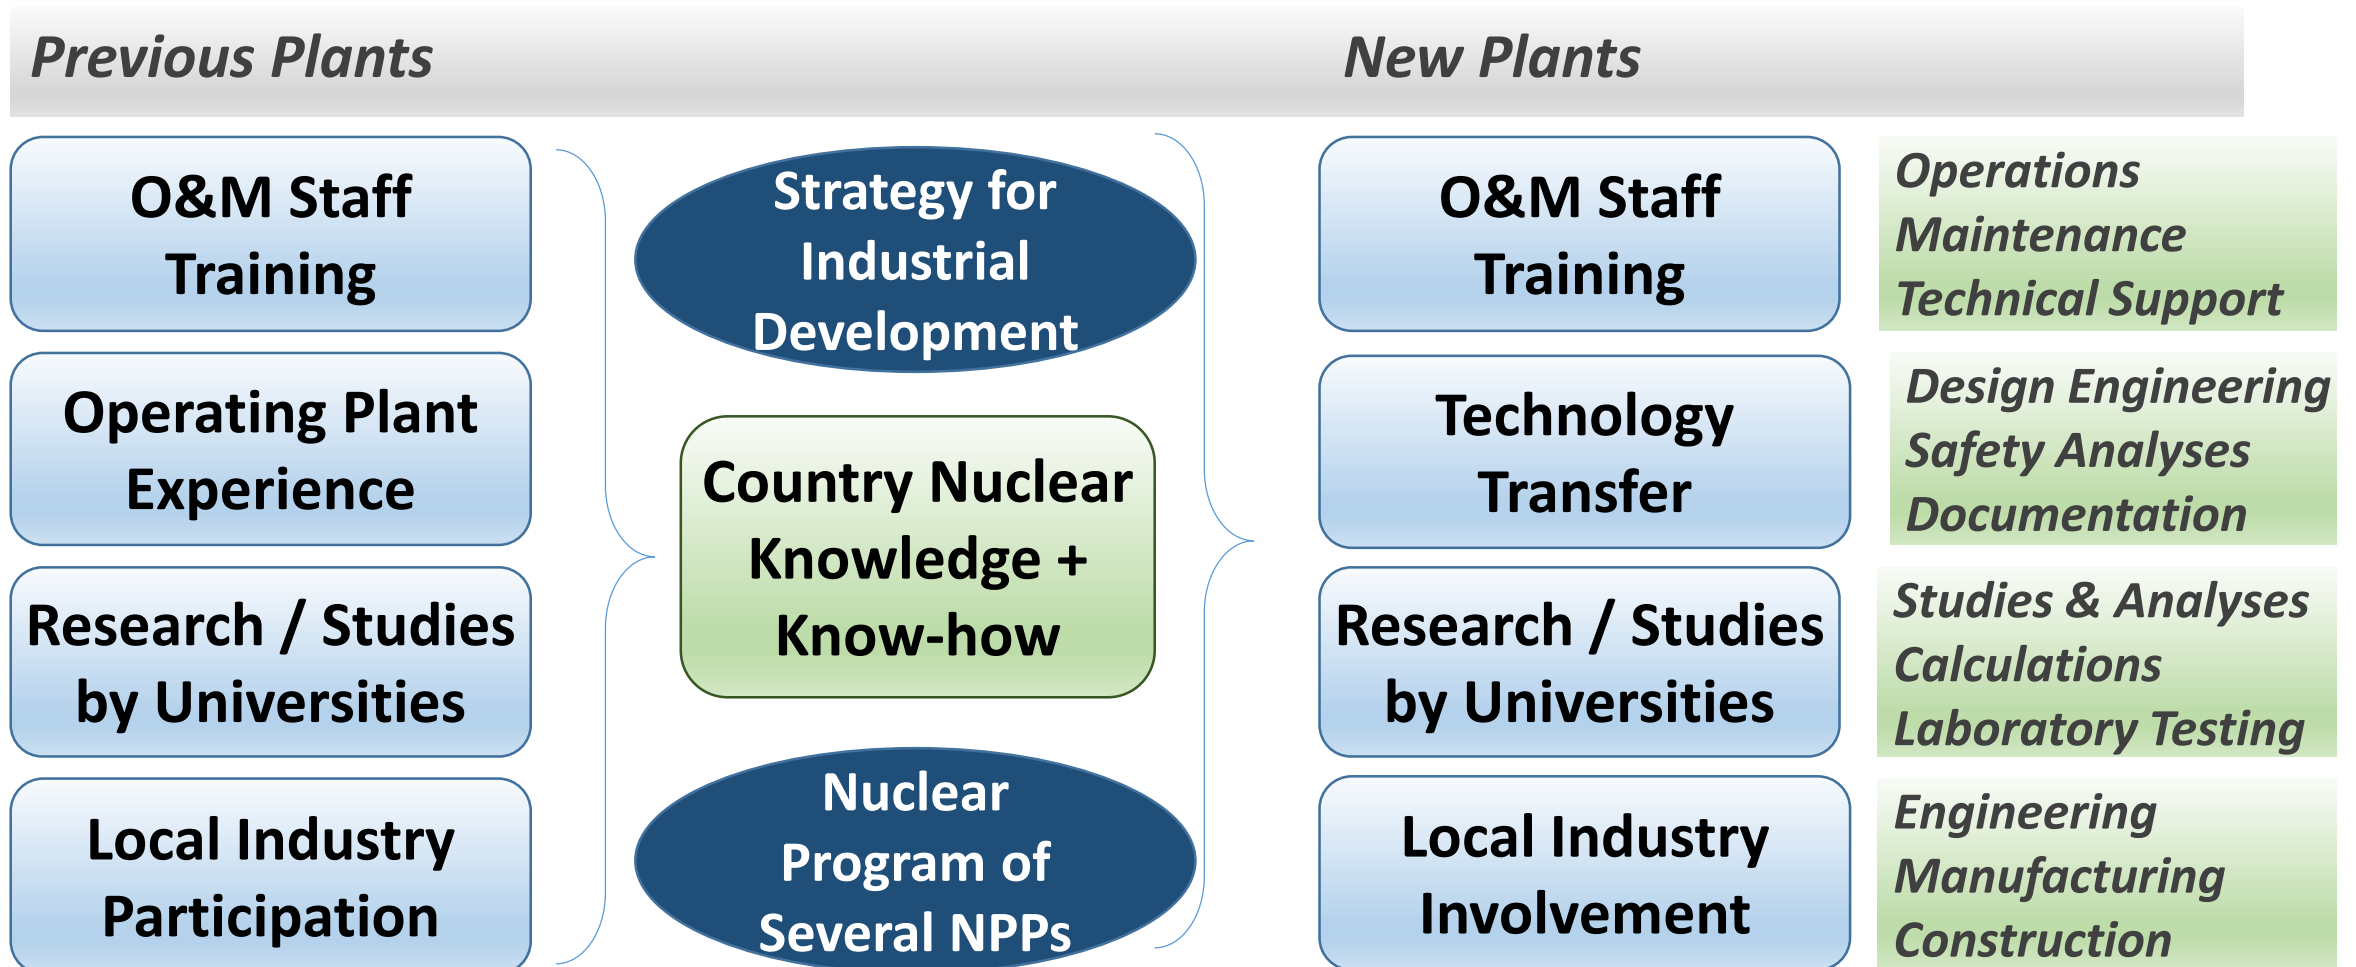 Previous Plants
New Plants
O&M Staff
Training
Operating Plant
Experience
Research / Studies
by Universities
Local Industry
Participation
Strategy for
Industrial
Development
Country Nuclear
Knowledge +
Know-how
Nuclear
Program of
Several NPPs
O&M Staff
Training
Operations
Maintenance
Technical Support
Technology
Transfer
Design Engineering
Safety Analyses
Documentation
Research / Studies
by Universities
Studies & Analyses
Calculations
Laboratory Testing
Local Industry
Involvement
Engineering
Manufacturing
Construction